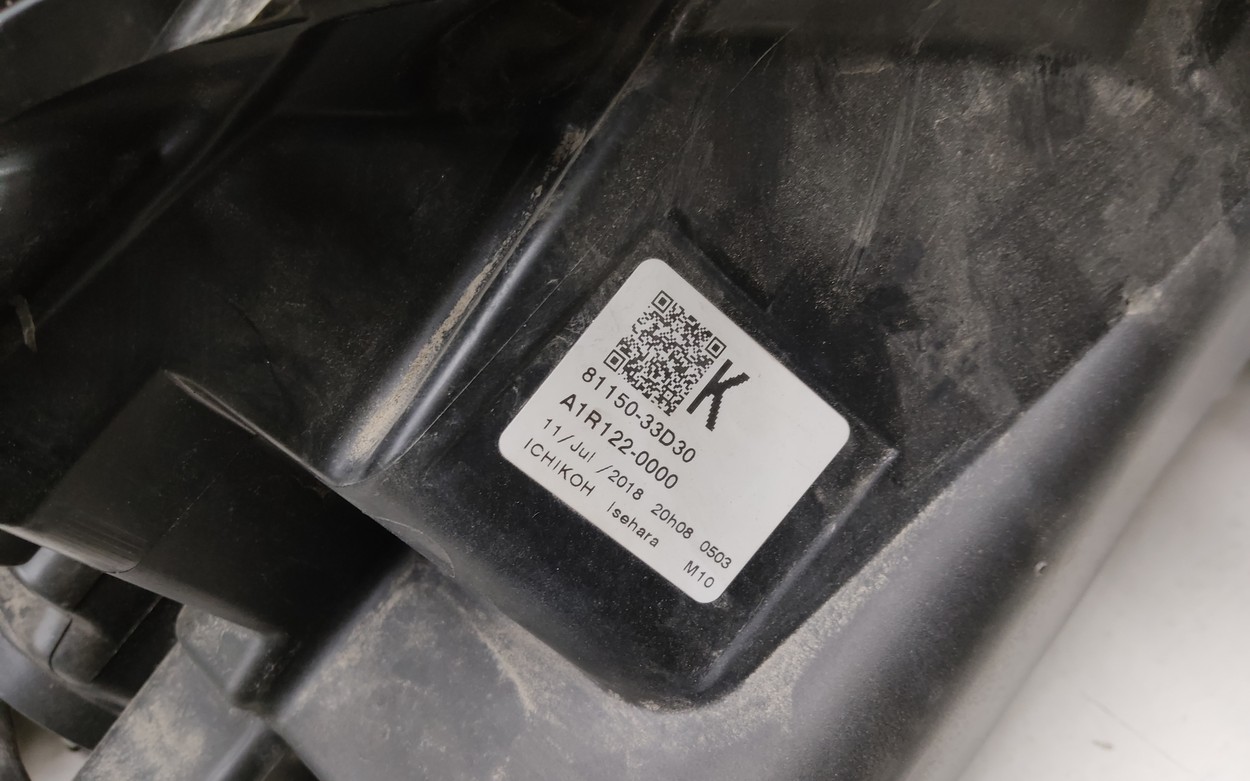 K
81150-33D30
A1R122-0000
11/Jul /2018 20h08 0503
ICHIKOH Isehara M10